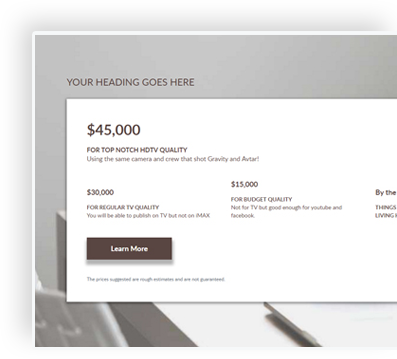 YOUR HEADING GOES HERE
$45,000
FOR TOP NOTCH HDTV QUALITY
Using the same camera and crew that shot Gravity and Avtar!
$30,000
FOR REGULAR TV QUALITY
You will be able to publish on TV but not on iMAX
$15,000
FOR BUDGET QUALITY
Not for TV but good enough for youtube and
facebook.
By the
THINGS
LIVING
Learn More
The prices suggested are rough estimates and are not guaranteed.